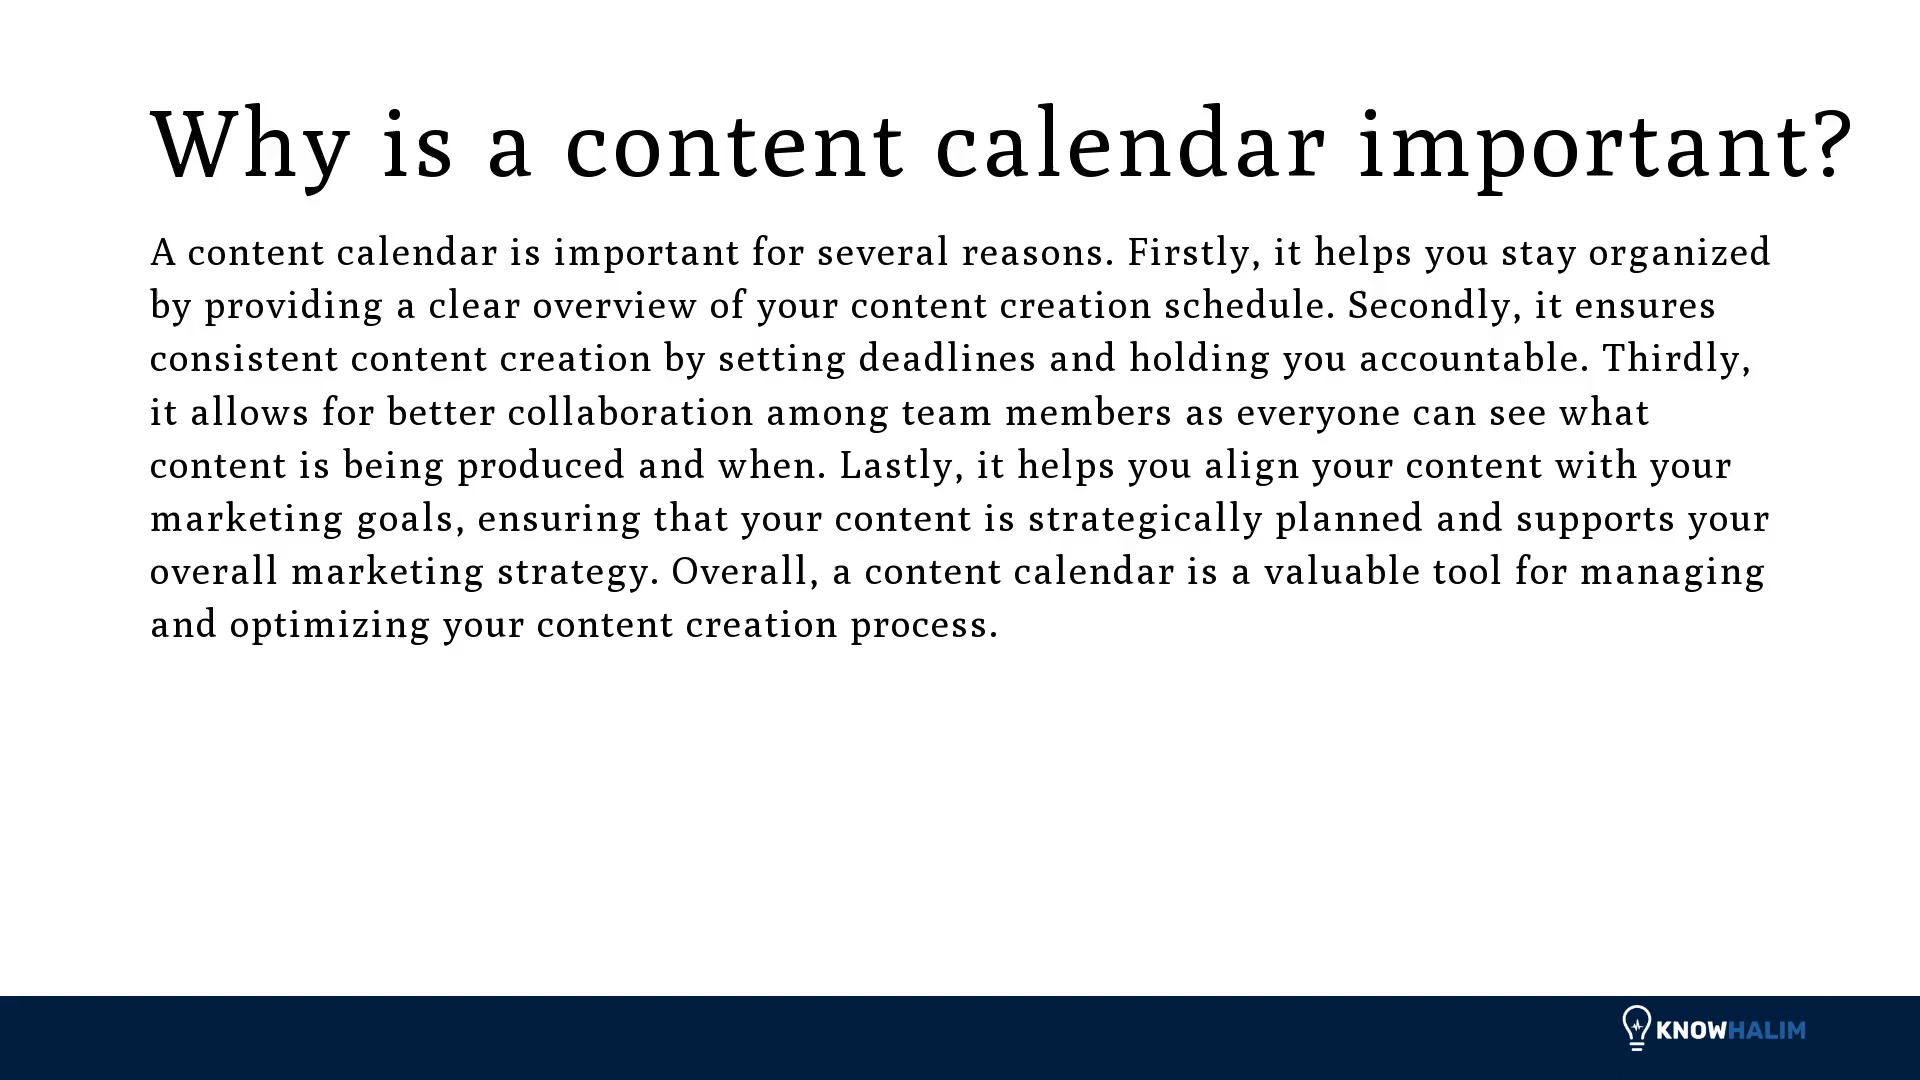 Why is a content calendar important?
A content calendar is important for several reasons. Firstly, it helps you stay organized
by providing a clear overview of your content creation schedule. Secondly, it ensures
consistent content creation by setting deadlines and holding you accountable. Thirdly,
it allows for better collaboration among team members as everyone can see what
content is being produced and when. Lastly, it helps you align your content with your
marketing goals, ensuring that your content is strategically planned and supports your
overall marketing strategy. Overall, a content calendar is a valuable tool for managing
and optimizing your content creation process.
KNOWHALIM